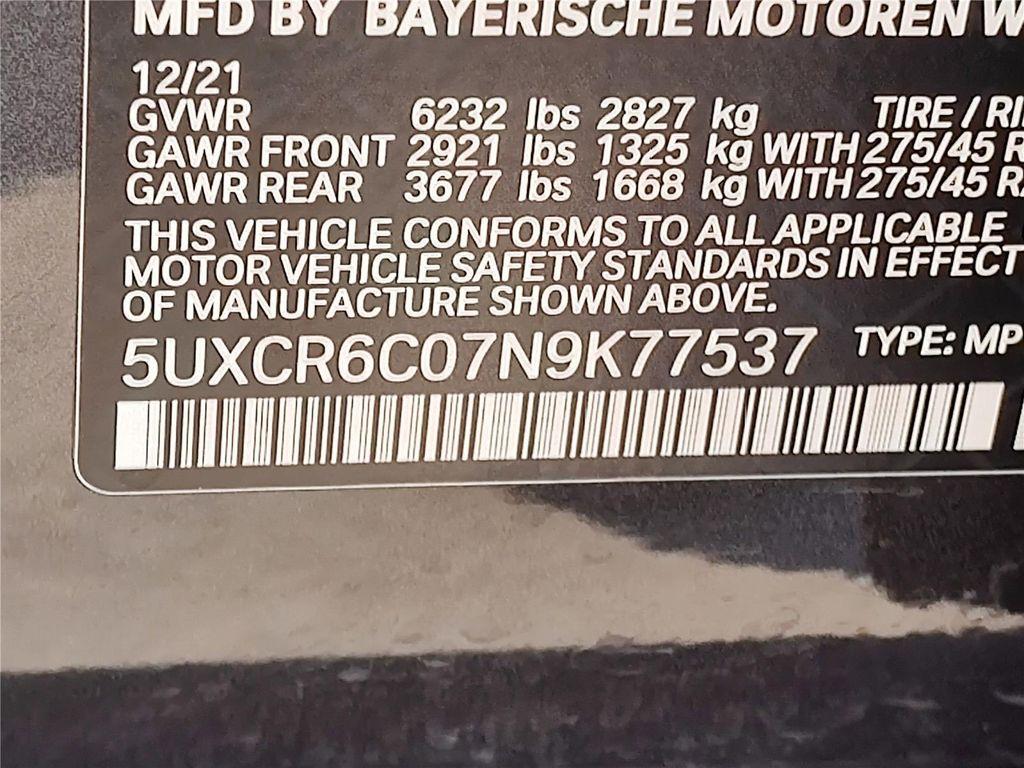 MFD BY BAYERISCHE MOTOREN W
12/21
GVWR 6232 lbs 2827 kg TIRE / RI
GAWR FRONT 2921 lbs 1325 kg WITH 275/45 R
GAWR REAR 3677 lbs 1668 kg WITH 275/45 R
THIS VEHICLE CONFORMS TO ALL APPLICABLE
MOTOR VEHICLE SAFETY STANDARDS IN EFFECT
OF MANUFACTURE SHOWN ABOVE.
5UXCR6C07N9K77537 TYPE: MP